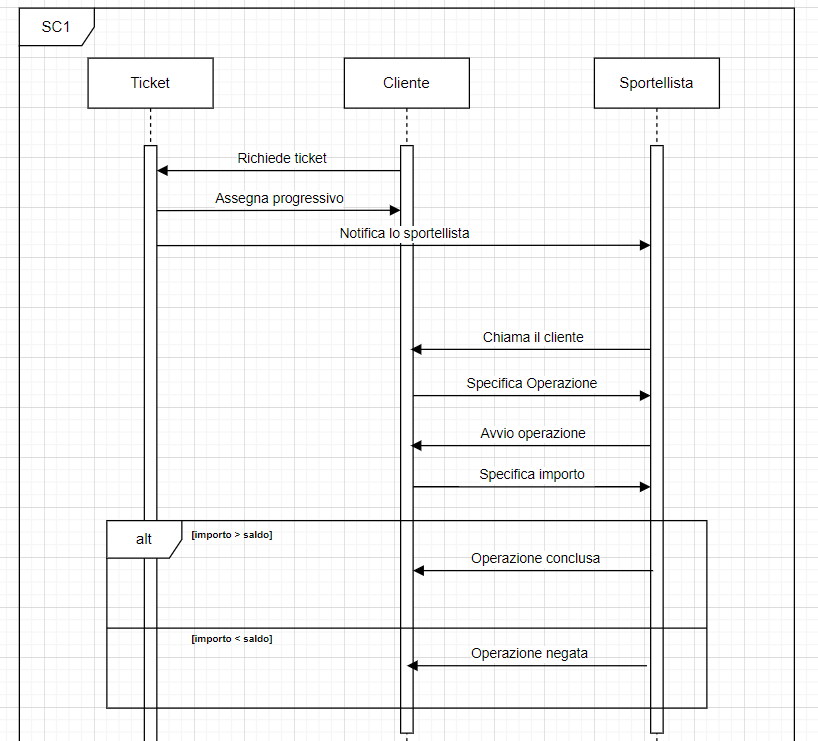 SC1
Ticket
Cliente
Sportellista
Richiede ticket
Assegna progressivo
Notifica lo sportellista
Chiama il cliente
Specifica Operazione
Avvio operazione
Specifica importo
alt
[importo > saldo]
Operazione conclusa
[importo < saldo]
Operazione negata